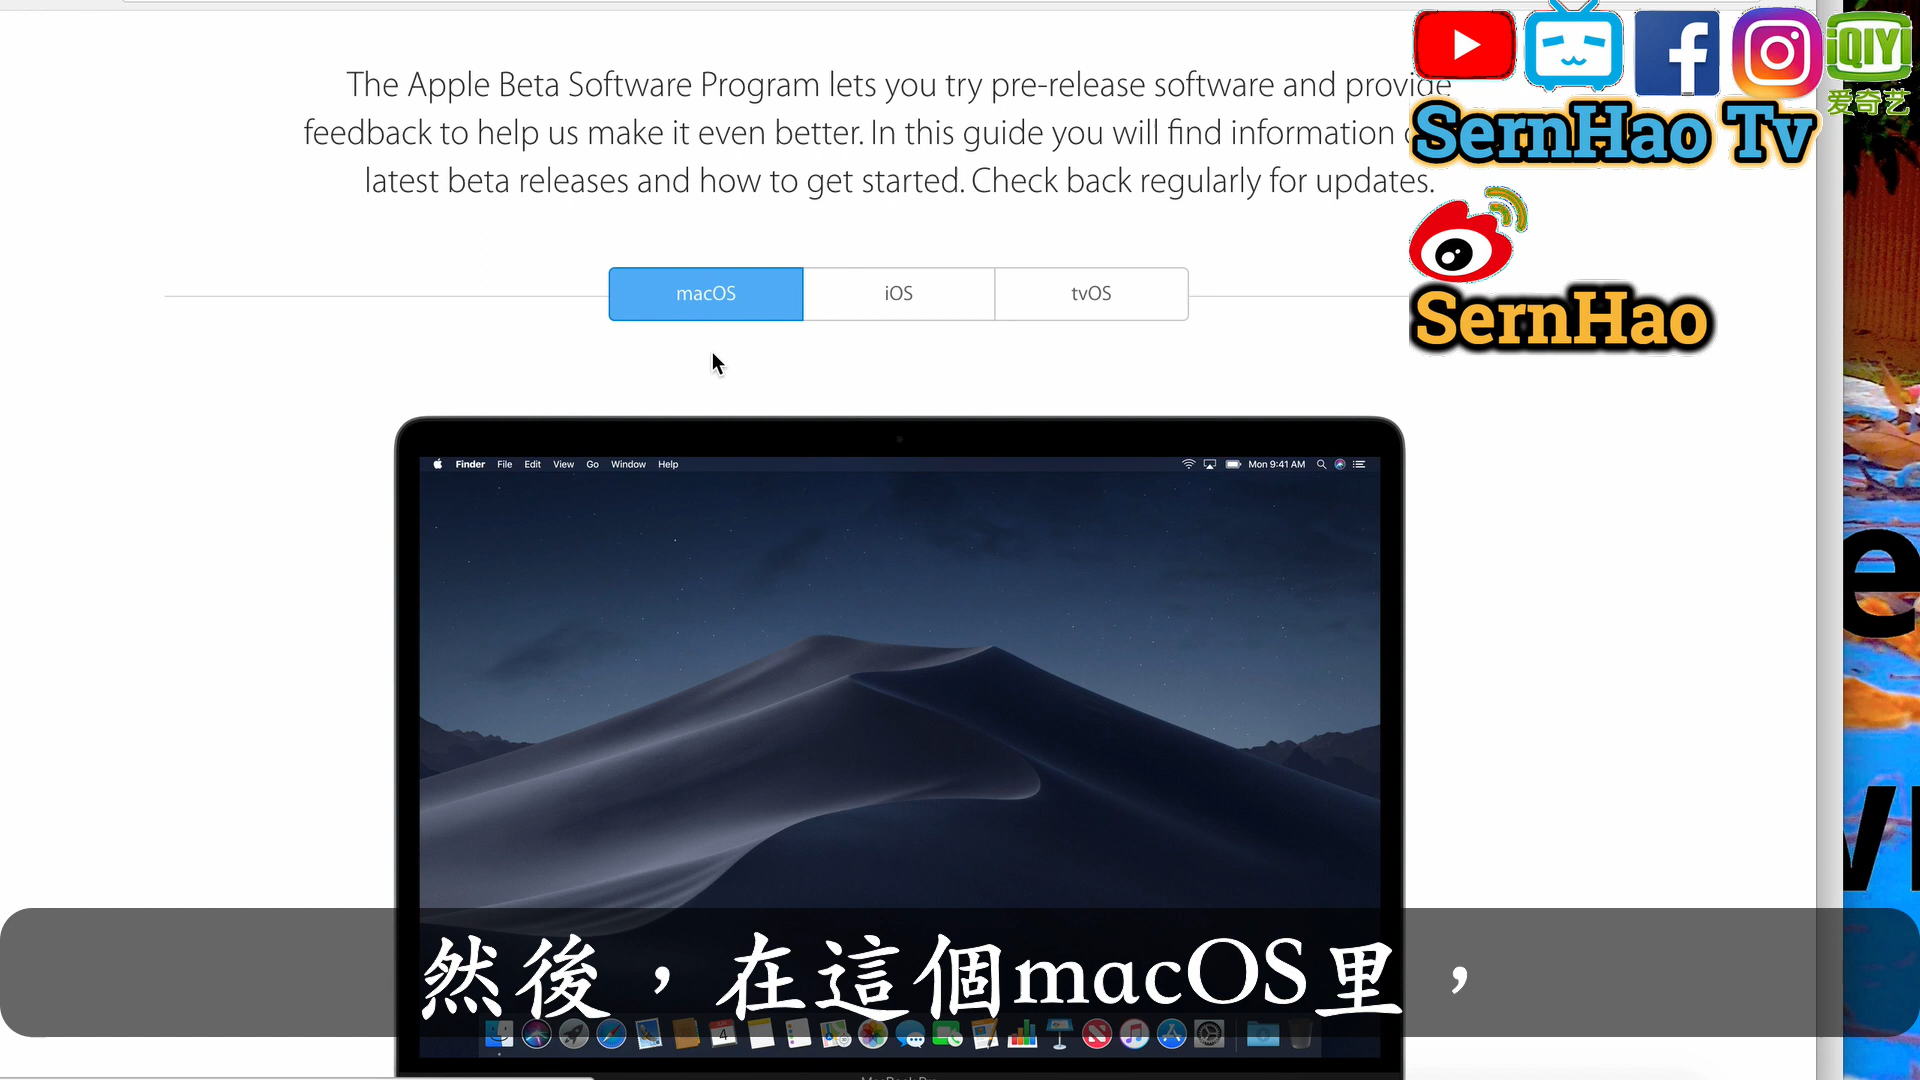 The Apple Beta Software Program lets you try pre-release software and provide
feedback to help us make it even better. In this guide you will find information
latest beta releases and how to get started. Check back regularly for updates.
iQIYI
爱奇艺
SernHao Tv
SernHao
macOS iOS tvOS
Finder File Edit View Go Window Help Mon 9:41 AM
然後，在這個macOS里，